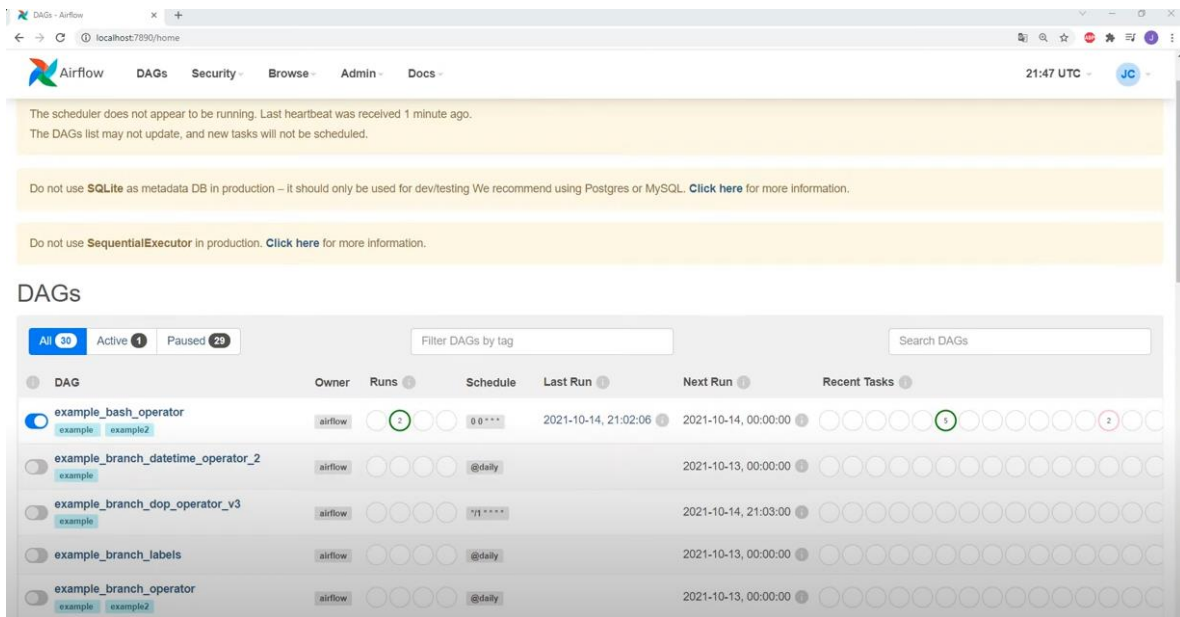 DAGs - Airflow
localhost:7890/home
ABP
J
Airflow DAGs Security Browse Admin Docs 21:47 UTC JC
The scheduler does not appear to be running. Last heartbeat was received 1 minute ago.
The DAGs list may not update, and new tasks will not be scheduled.
Do not use SQLite as metadata DB in production – it should only be used for dev/testing We recommend using Postgres or MySQL. Click here for more information.
Do not use SequentialExecutor in production. Click here for more information.
DAGs
All 30 Active 1 Paused 29 Filter DAGs by tag Search DAGs
DAG Owner Runs Schedule Last Run Next Run Recent Tasks
example_bash_operator airflow 2 0 0 * * * 2021-10-14, 21:02:06 2021-10-14, 00:00:00 5 2
example example2
example_branch_datetime_operator_2 airflow @daily 2021-10-13, 00:00:00
example
example_branch_dop_operator_v3 airflow */1 * * * * 2021-10-14, 21:03:00
example
example_branch_labels airflow @daily 2021-10-13, 00:00:00
example_branch_operator airflow @daily 2021-10-13, 00:00:00
example example2